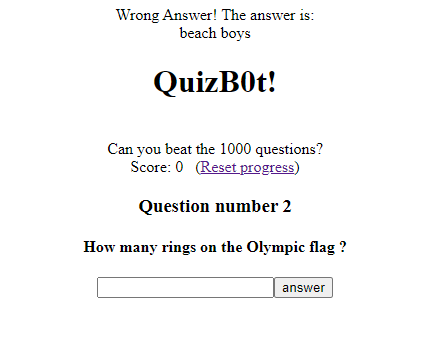 Wrong Answer! The answer is:
beach boys
QuizB0t!
Can you beat the 1000 questions?
Score: 0 (Reset progress)
Question number 2
How many rings on the Olympic flag ?
answer